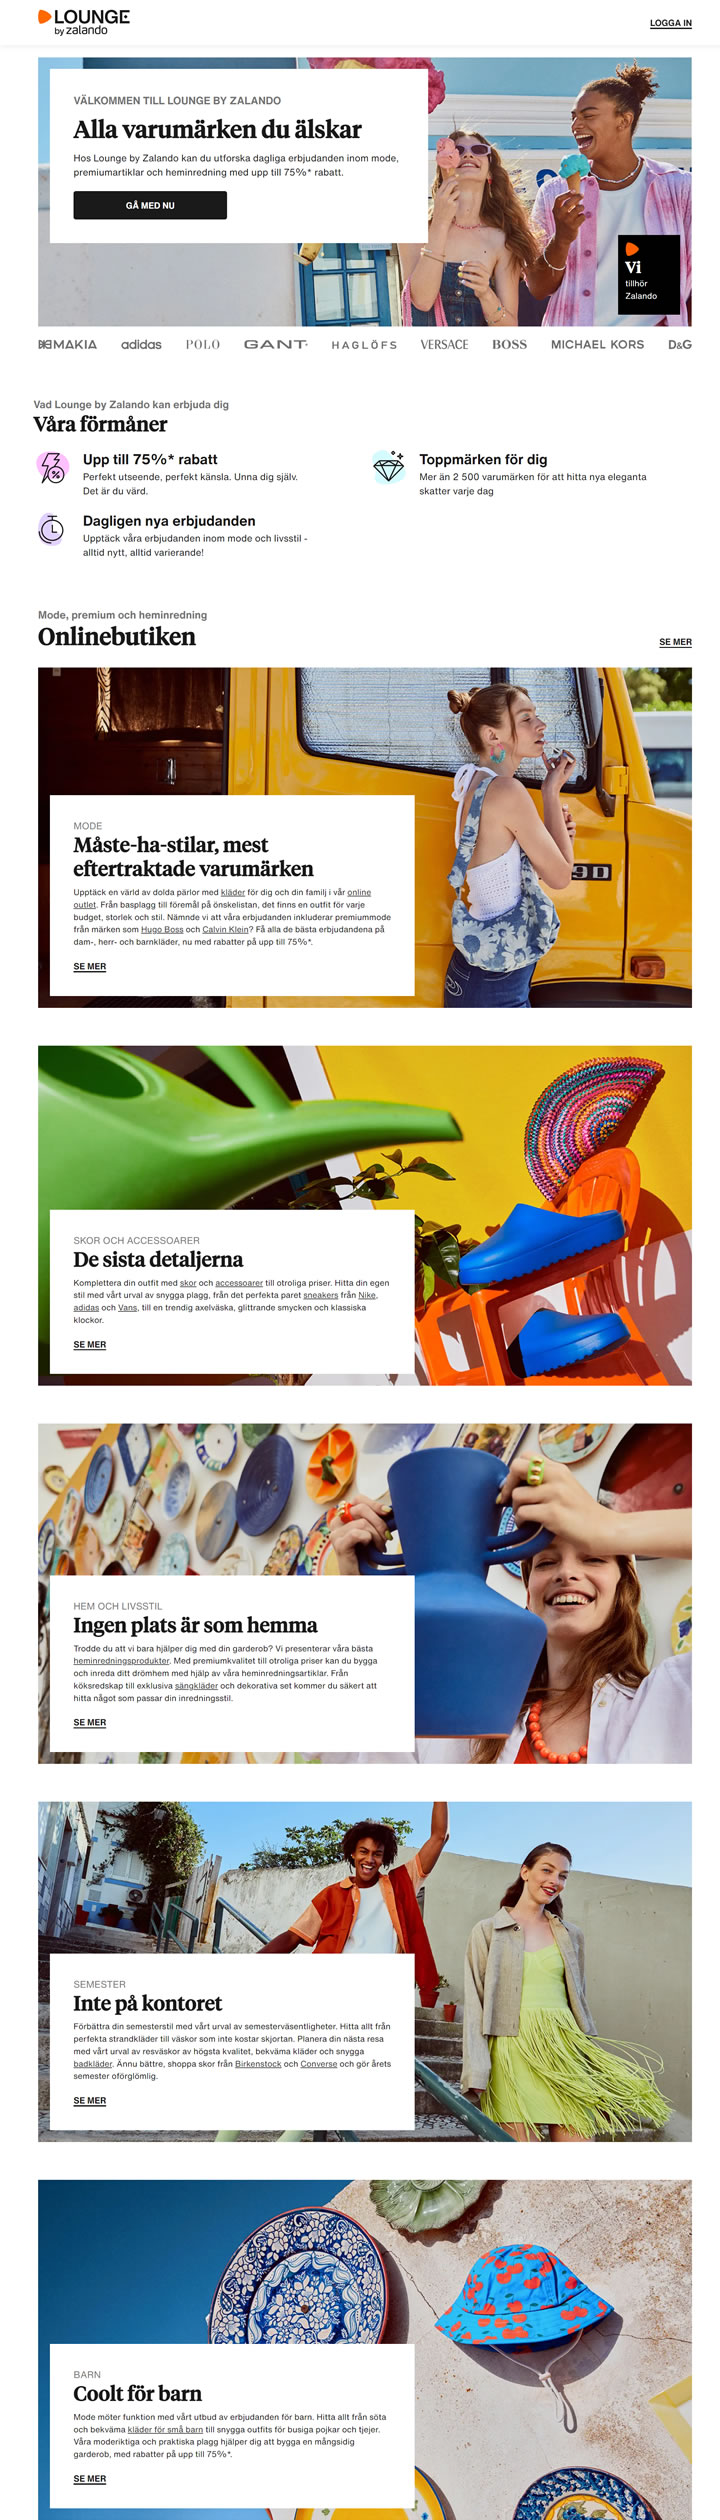 LOUNGE
by zalando
LOGGA IN
VÄLKOMMEN TILL LOUNGE BY ZALANDO
Alla varumärken du älskar
Hos Lounge by Zalando kan du utforska dagliga erbjudanden inom mode,
premiumartiklar och heminredning med upp till 75%* rabatt.
GÅ MED NU
Vi
tillhör
Zalando
MAKIA adidas POLO GANT HAGLÖFS VERSACE BOSS MICHAEL KORS D&G
Vad Lounge by Zalando kan erbjuda dig
Våra förmåner
Upp till 75%* rabatt
Perfekt utseende, perfekt känsla. Unna dig själv.
Det är du värd.
Toppmärken för dig
Mer än 2 500 varumärken för att hitta nya eleganta
skatter varje dag
Dagligen nya erbjudanden
Upptäck våra erbjudanden inom mode och livsstil -
alltid nytt, alltid varierande!
Mode, premium och heminredning
Onlinebutiken
SE MER
MODE
Måste-ha-stilar, mest
eftertraktade varumärken
Upptäck en värld av dolda pärlor med kläder för dig och din familj i vår online
outlet. Från basplagg till föremål på önskelistan, det finns en outfit för varje
budget, storlek och stil. Nämnde vi att våra erbjudanden inkluderar premiummode
från märken som Hugo Boss och Calvin Klein? Få alla de bästa erbjudandena på
dam-, herr- och barnkläder, nu med rabatter på upp till 75%*.
SE MER
9D
SKOR OCH ACCESSOARER
De sista detaljerna
Komplettera din outfit med skor och accessoarer till otroliga priser. Hitta din egen
stil med vårt urval av snygga plagg, från det perfekta paret sneakers från Nike,
adidas och Vans, till en trendig axelväska, glittrande smycken och klassiska
klockor.
SE MER
HEM OCH LIVSSTIL
Ingen plats är som hemma
Trodde du att vi bara hjälper dig med din garderob? Vi presenterar våra bästa
heminredningsprodukter. Med premiumkvalitet till otroliga priser kan du bygga
och inreda ditt drömhem med hjälp av våra heminredningsartiklar. Från
köksredskap till exklusiva sängkläder och dekorativa set kommer du säkert att
hitta något som passar din inredningsstil.
SE MER
SEMESTER
Inte på kontoret
Förbättra din semesterstil med vårt urval av semesterväsentligheter. Hitta allt från
perfekta strandkläder till väskor som inte kostar skjortan. Planera din nästa resa
med vårt urval av resväskor av högsta kvalitet, bekväma kläder och snygga
badkläder. Ännu bättre, shoppa skor från Birkenstock och Converse och gör årets
semester oförglömlig.
SE MER
BARN
Coolt för barn
Mode möter funktion med vårt utbud av erbjudanden för barn. Hitta allt från söta
och bekväma kläder för små barn till snygga outfits för busiga pojkar och tjejer.
Våra moderiktiga och praktiska plagg hjälper dig att bygga en mångsidig
garderob, med rabatter på upp till 75%*.
SE MER